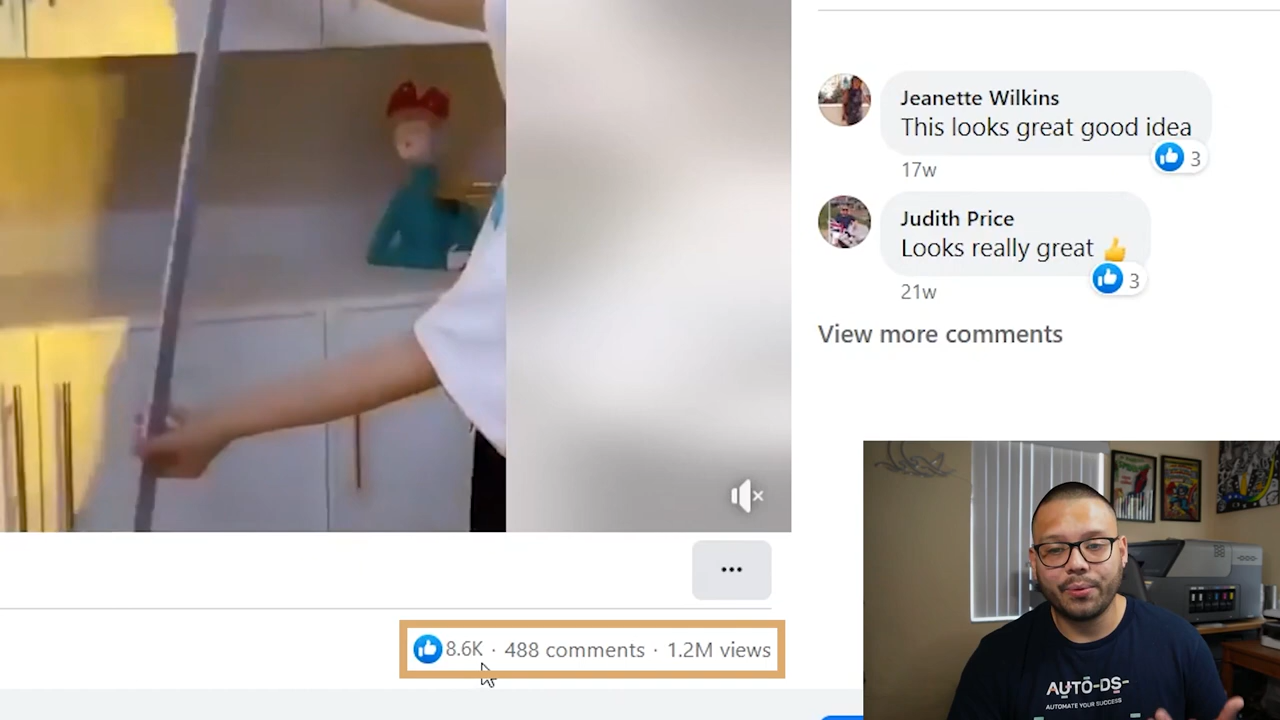 Jeanette Wilkins
This looks great good idea
3
17w
Judith Price
Looks really great 👍
3
21w
View more comments
8.6K · 488 comments · 1.2M views
AUTO-DS-
AUTOMATE YOUR SUCCESS